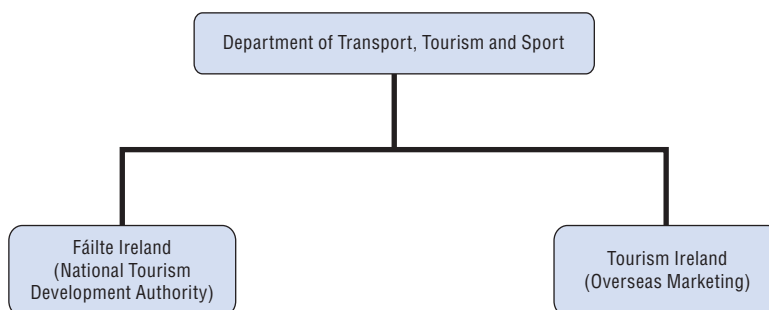 Department of Transport, Tourism and Sport
Fáilte Ireland
(National Tourism
Development Authority)
Tourism Ireland
(Overseas Marketing)